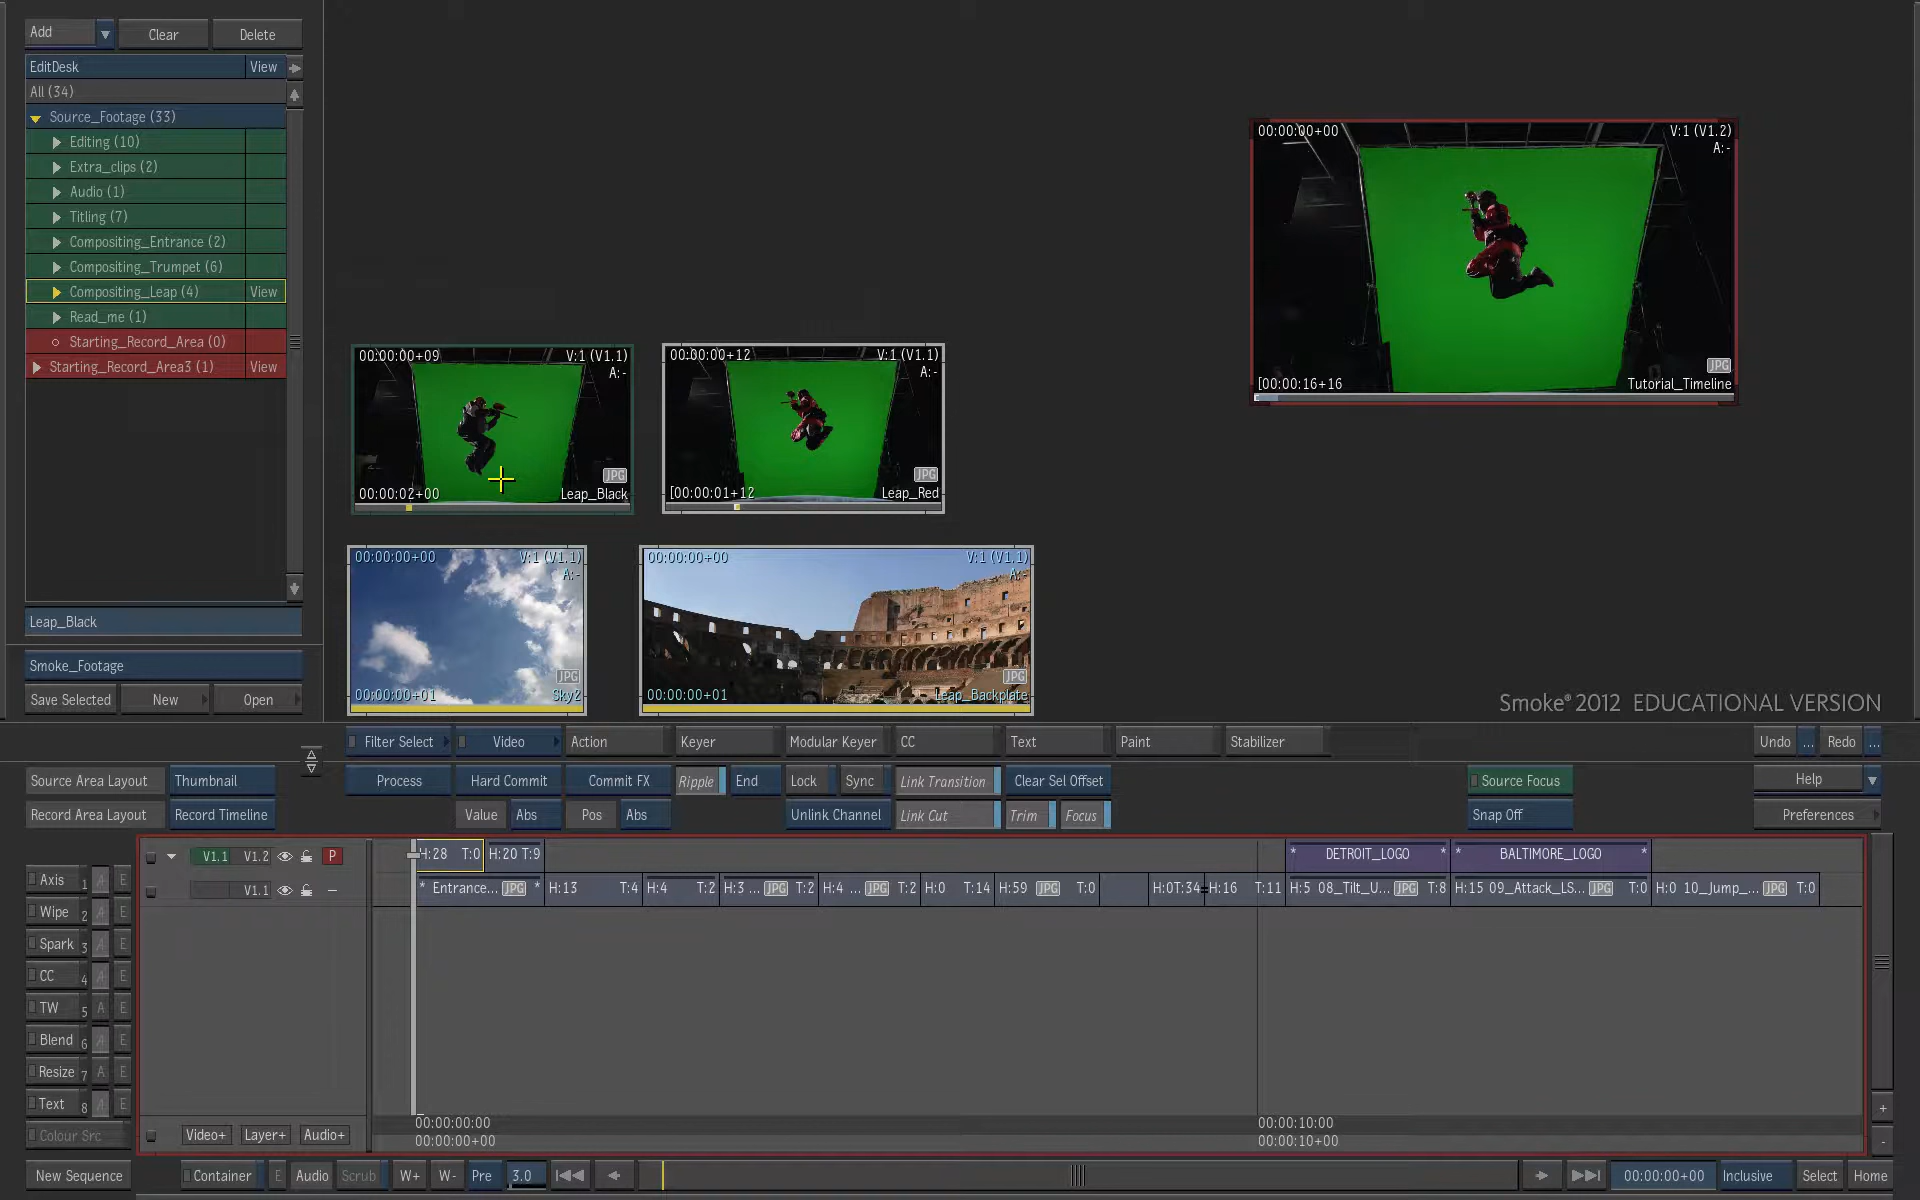 Add
Clear
Delete
EditDesk
View
All (34)
Source_Footage (33)
Editing (10)
Extra_clips (2)
Audio (1)
Titling (7)
Compositing_Entrance (2)
Compositing_Trumpet (6)
Compositing_Leap (4)
View
Read_me (1)
Starting_Record_Area (0)
Starting_Record_Area3 (1)
View
Leap_Black
Smoke_Footage
Save Selected
New
Open
00:00:00+09
V:1 (V1.1)
A:-
JPG
00:00:02+00
Leap_Black
00:00:00+12
V:1 (V1.1)
A:-
JPG
[00:00:01+12
Leap_Red
00:00:00+00
V:1 (V1.1)
A:-
JPG
00:00:00+01
Sky2
00:00:00+00
V:1 (V1.1)
A:-
JPG
00:00:00+01
Leap_Backplate
00:00:00+00
V:1 (V1.2)
A:-
JPG
[00:00:16+16
Tutorial_Timeline
Smoke® 2012 EDUCATIONAL VERSION
Filter Select
Video
Action
Keyer
Modular Keyer
CC
Text
Paint
Stabilizer
Undo
...
Redo
...
Source Area Layout
Thumbnail
Process
Hard Commit
Commit FX
Ripple
End
Lock
Sync
Link Transition
Clear Sel Offset
Source Focus
Help
Record Area Layout
Record Timeline
Value
Abs
Pos
Abs
Unlink Channel
Link Cut
Trim
Focus
Snap Off
Preferences
V1.1
V1.2
P
H:28 T:0
H:20 T:9
* DETROIT_LOGO *
* BALTIMORE_LOGO *
V1.1
* Entrance... JPG *
H:13 T:4
H:4 T:2
H:3 ... JPG T:2
H:4 ... JPG T:2
H:0 T:14
H:59 JPG T:0
H:0T:34
H:16 T:11
H:5 08_Tilt_U... JPG T:8
H:15 09_Attack_LS... JPG T:0
H:0 10_Jump_... JPG T:0
Axis 1 A E
Wipe 2 A E
Spark 3 A E
CC 4 A E
TW 5 A E
Blend 6 A E
Resize 7 A E
Text 8 A E
Colour Src
Video+
Layer+
Audio+
00:00:00:00
00:00:00+00
00:00:10:00
00:00:10+00
+
-
New Sequence
Container
E
Audio
Scrub
W+
W-
Pre
3.0
00:00:00+00
Inclusive
Select
Home